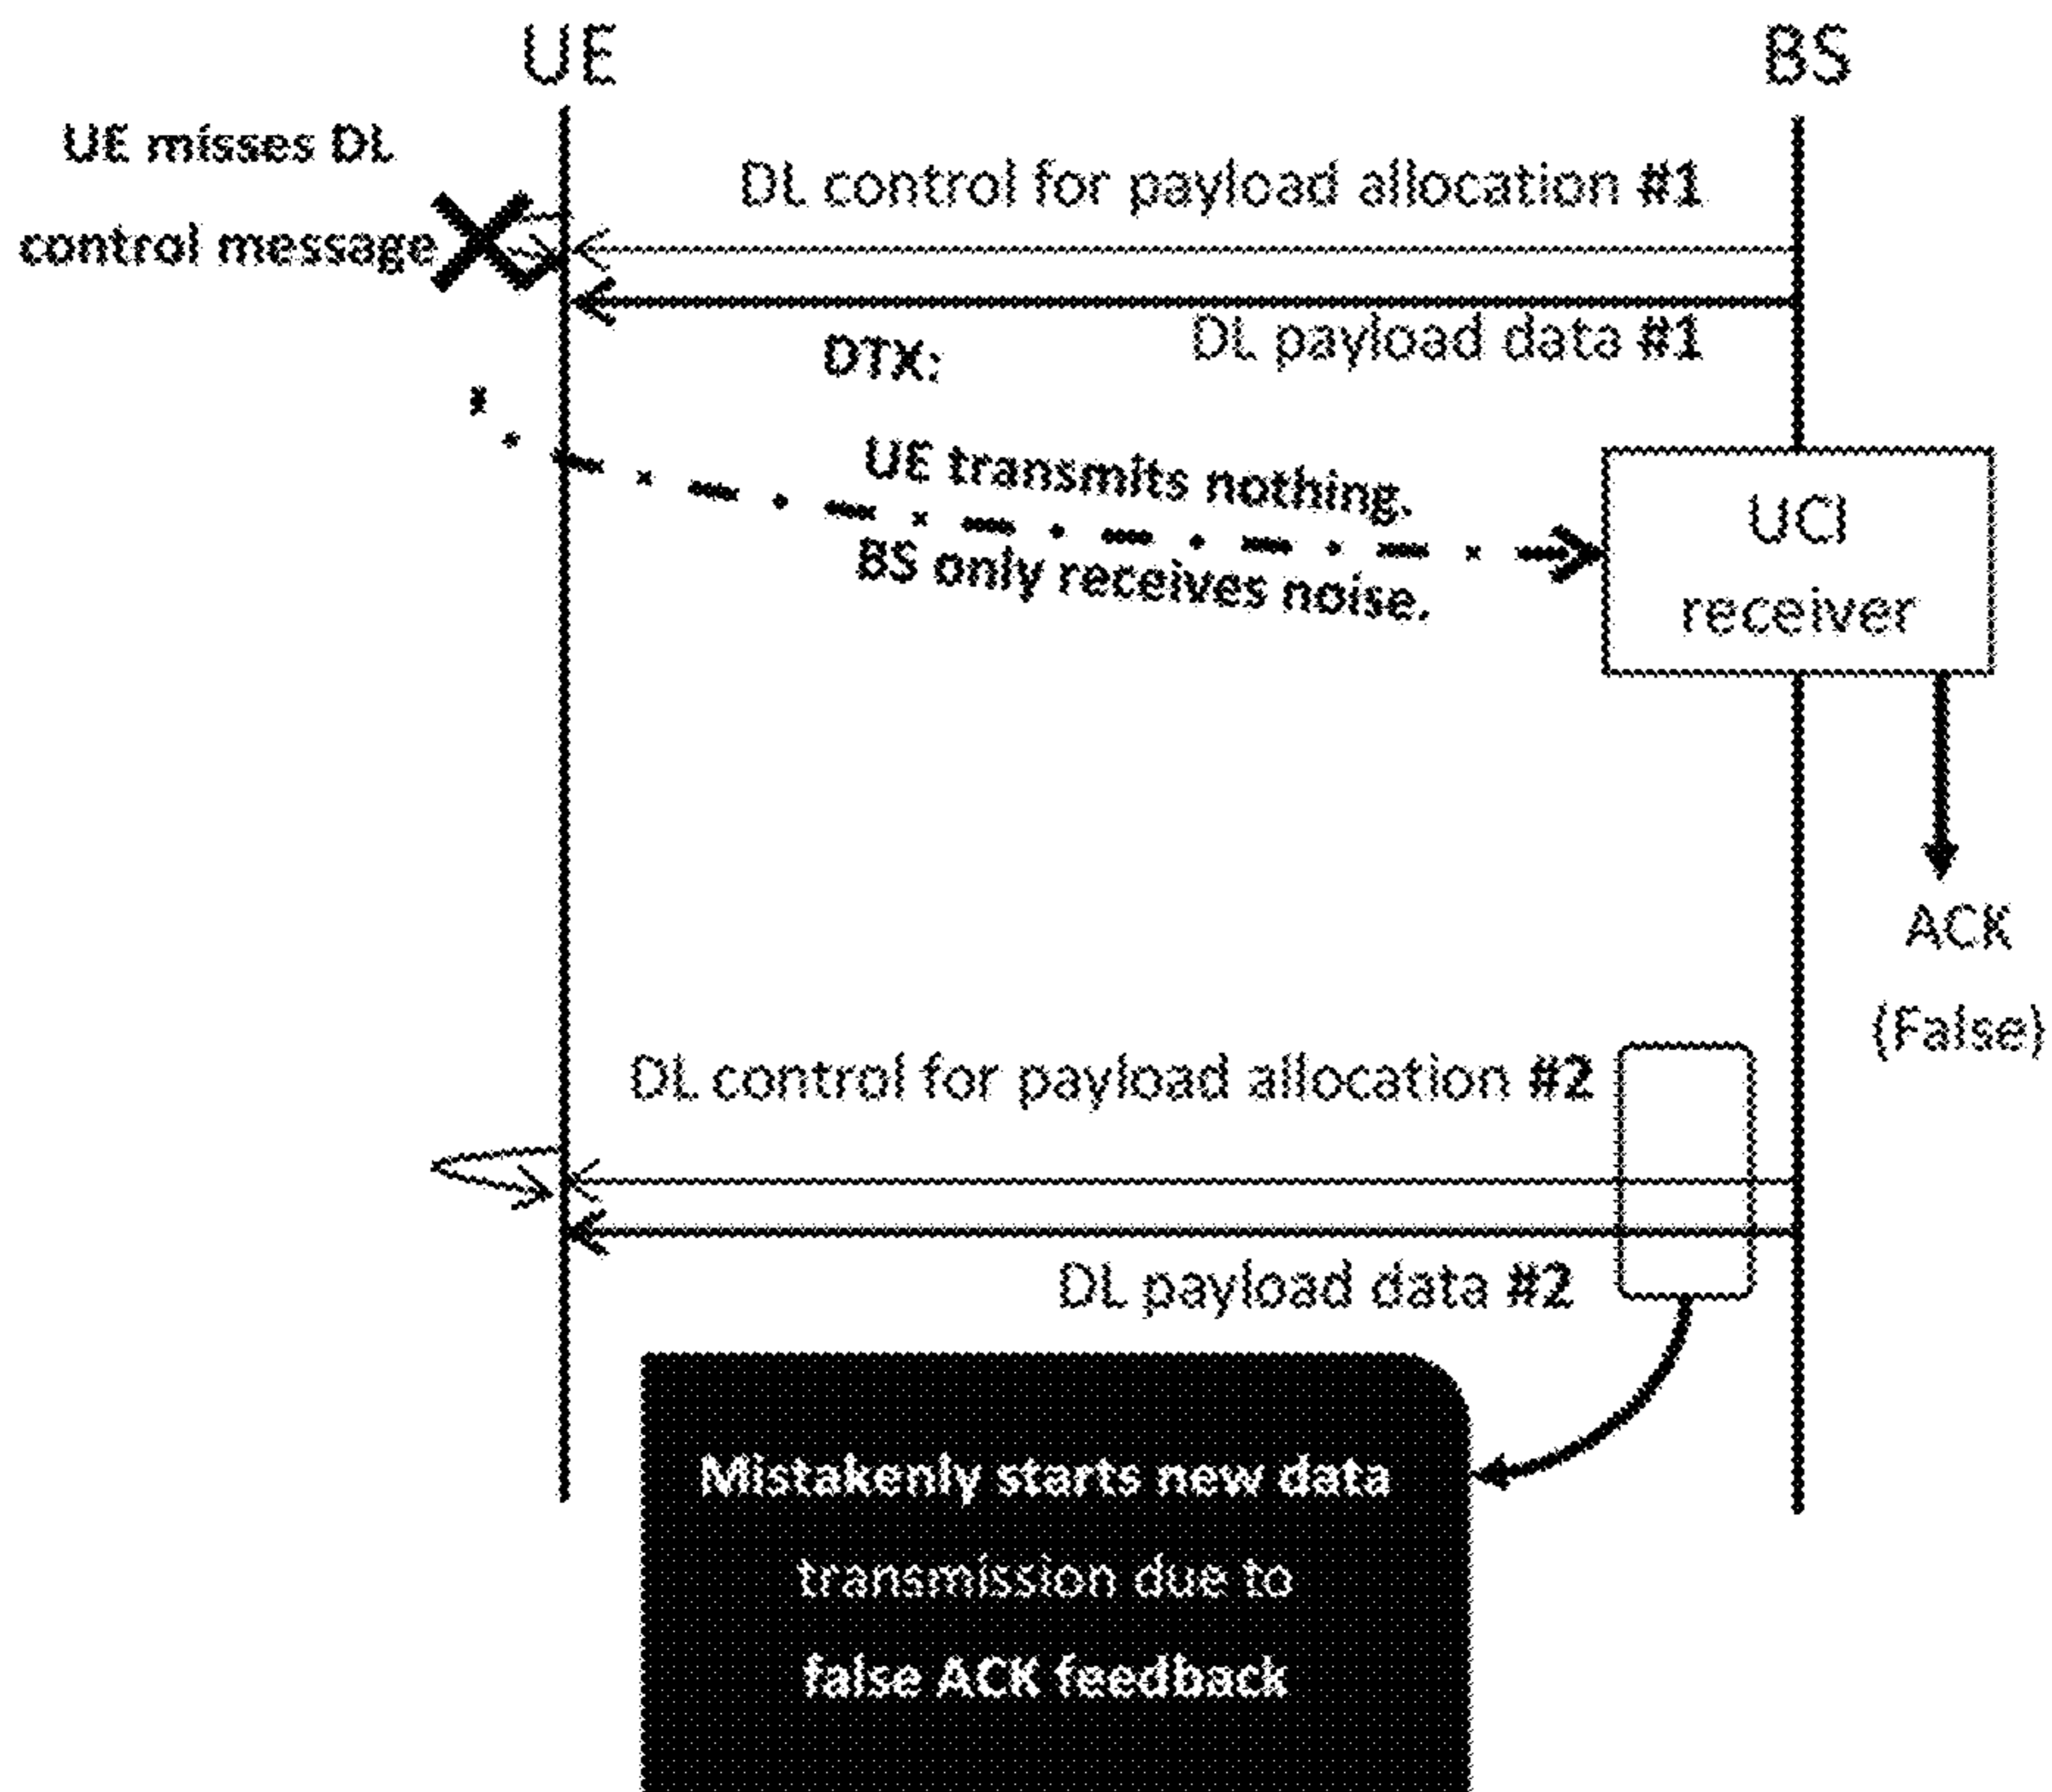 UE
BS
UE misses DL
control message
DL control for payload allocation #1
DL payload data #1
DTX:
UE transmits nothing.
BS only receives noise.
UCI
receiver
ACK
(False)
DL control for payload allocation #2
DL payload data #2
Mistakenly starts new data
transmission due to
false ACK feedback